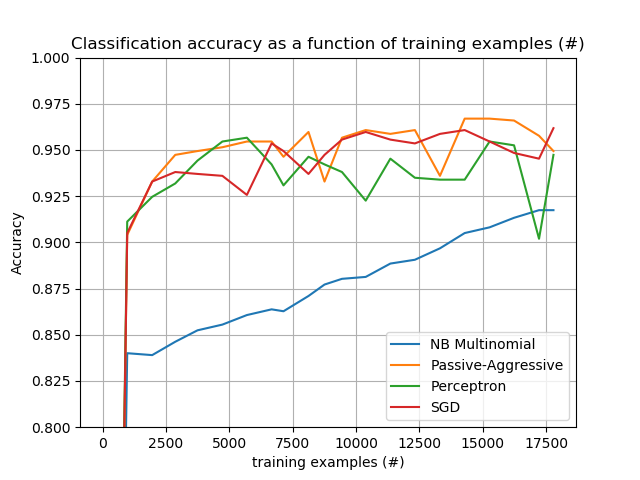 Classification accuracy as a function of training examples (#)
1.000
0.975
0.950
0.925
0.900
0.875
0.850
0.825
0.800
Accuracy
NB Multinomial
Passive-Aggressive
Perceptron
SGD
0 2500 5000 7500 10000 12500 15000 17500
training examples (#)